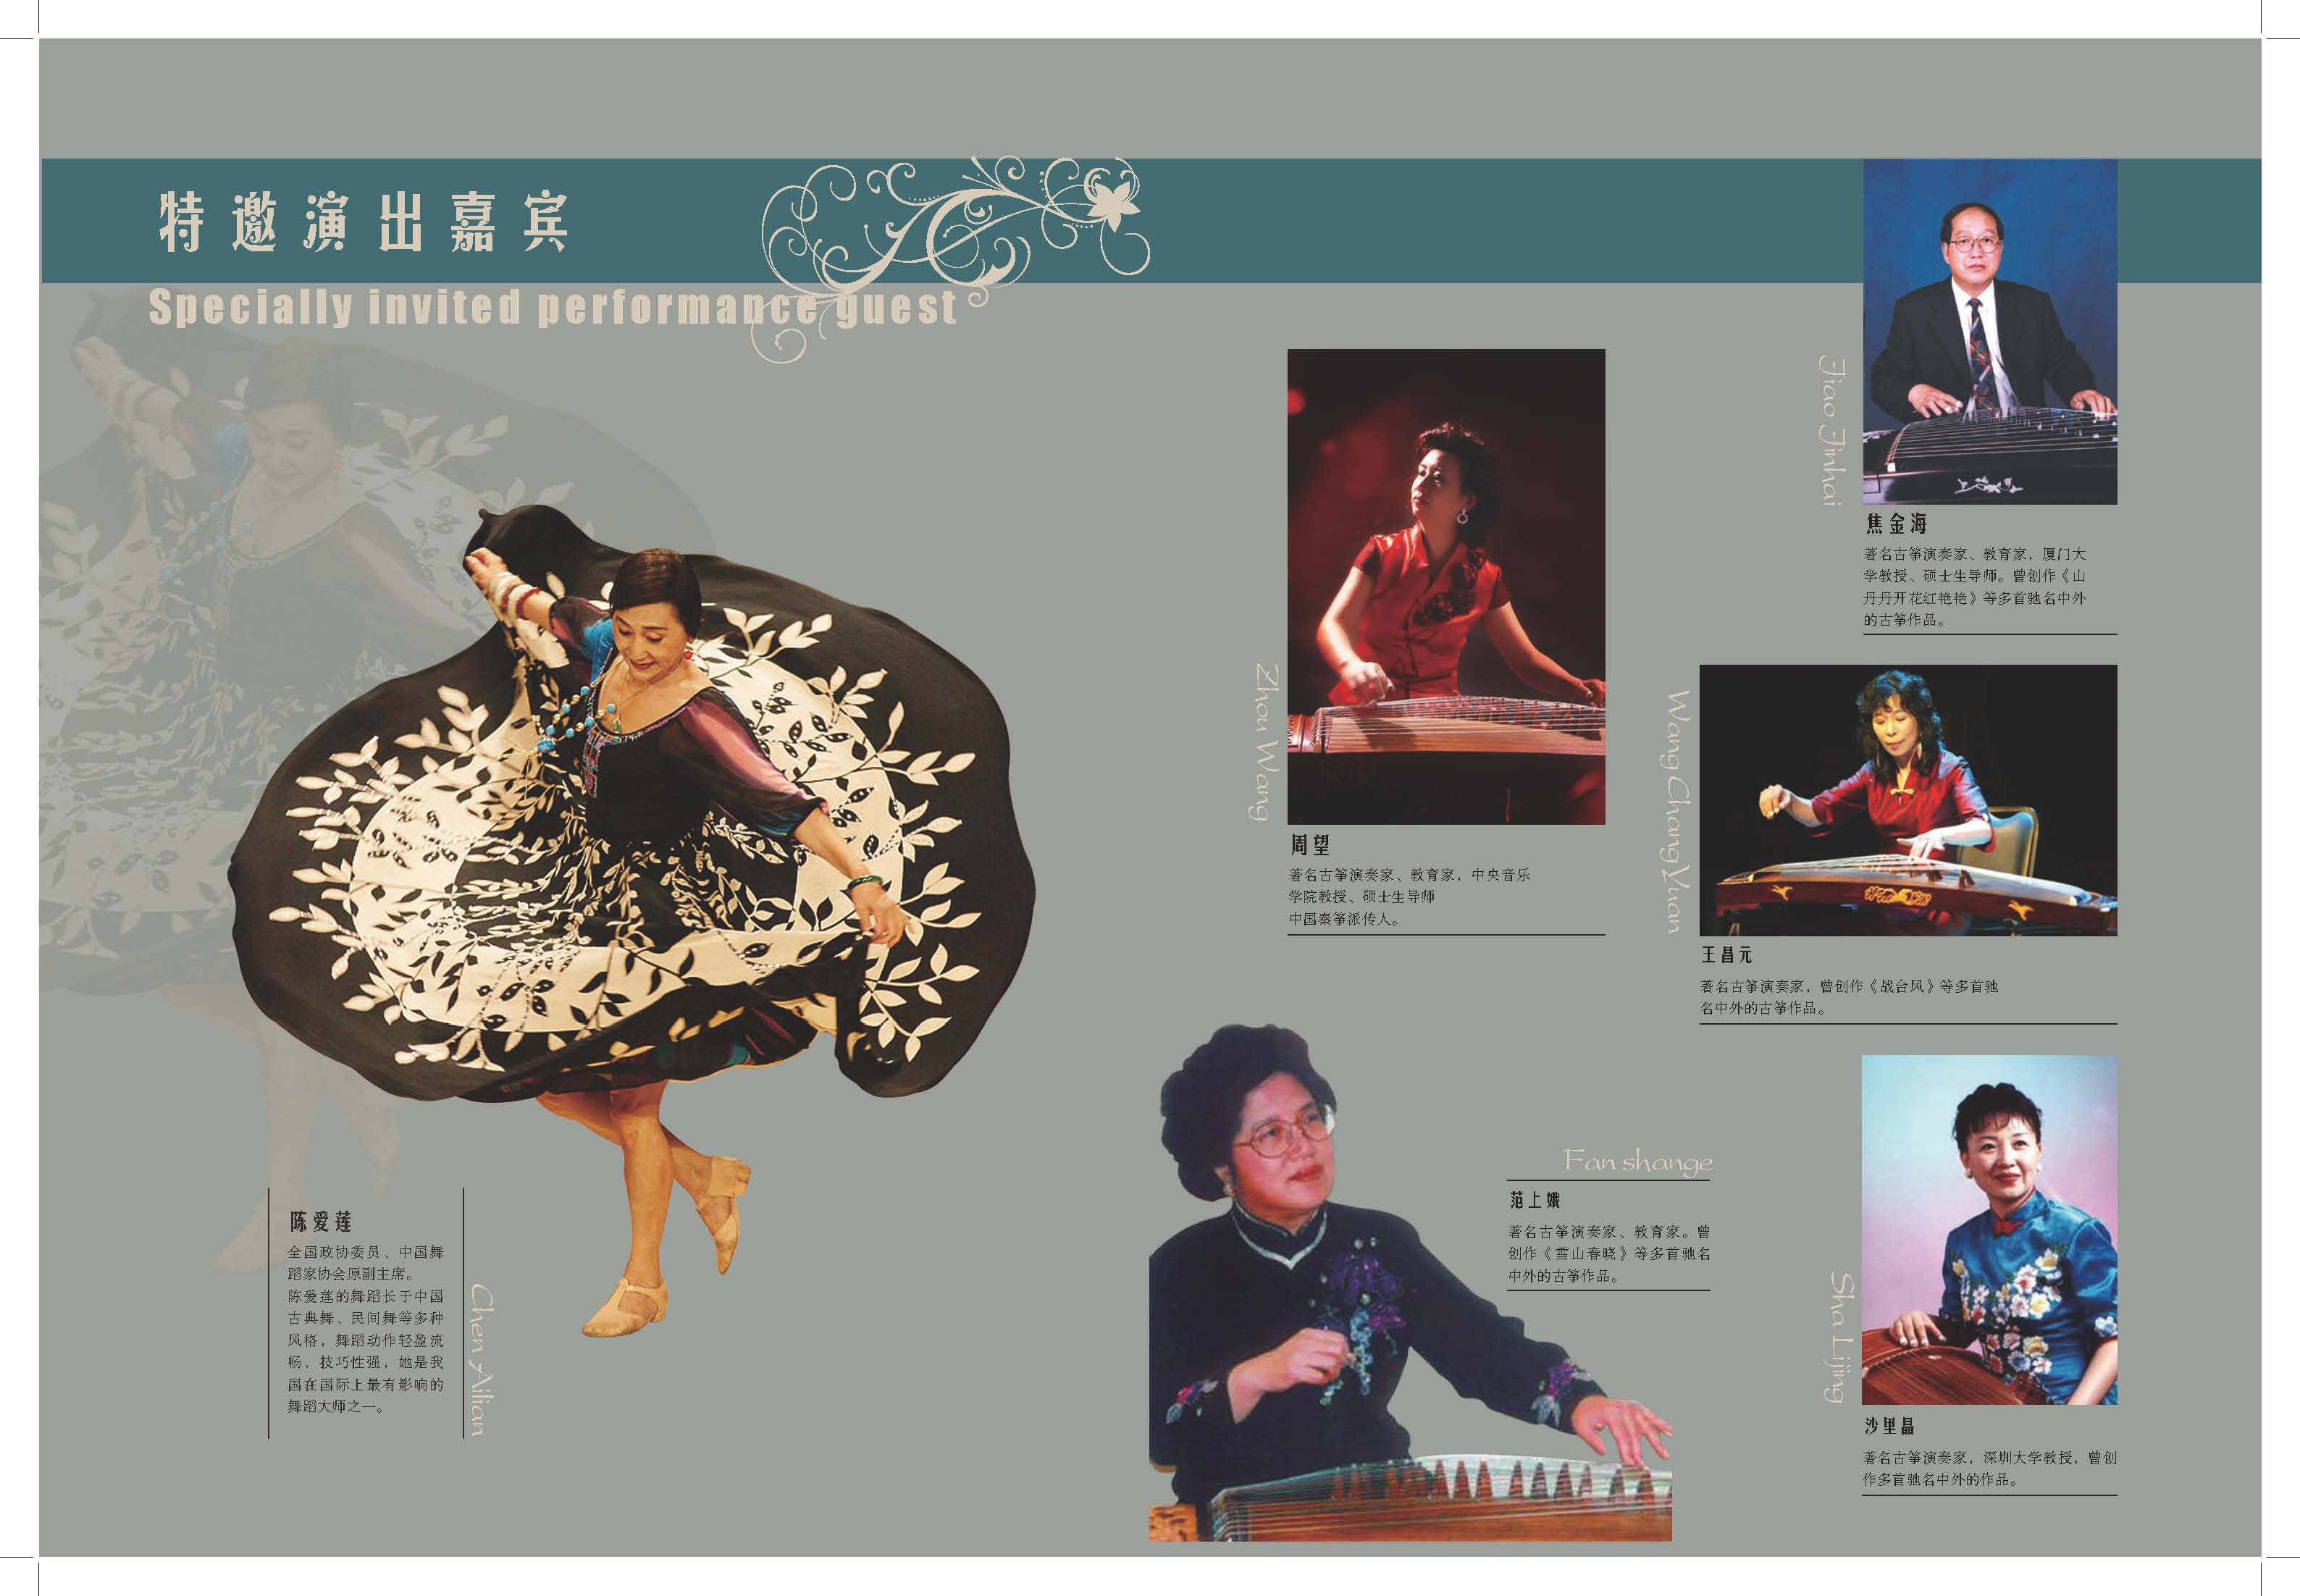 特邀演出嘉宾
Specially invited performance guest
陈爱莲
全国政协委员、中国舞
蹈家协会原副主席。
陈爱莲的舞蹈长于中国
古典舞、民间舞等多种
风格，舞蹈动作轻盈流
畅，技巧性强，她是我
国在国际上最有影响的
舞蹈大师之一。
Chen Ailian
Zhou Wang
周望
著名古筝演奏家、教育家，中央音乐
学院教授、硕士生导师
中国秦筝派传人。
Jiao Jinhai
焦金海
著名古筝演奏家、教育家，厦门大
学教授、硕士生导师。曾创作《山
丹丹开花红艳艳》等多首驰名中外
的古筝作品。
Wang Chang Yuan
王昌元
著名古筝演奏家，曾创作《战台风》等多首驰
名中外的古筝作品。
Fan shange
范上娥
著名古筝演奏家、教育家。曾
创作《雪山春晓》等多首驰名
中外的古筝作品。
Sha Lijing
沙里晶
著名古筝演奏家，深圳大学教授，曾创
作多首驰名中外的作品。